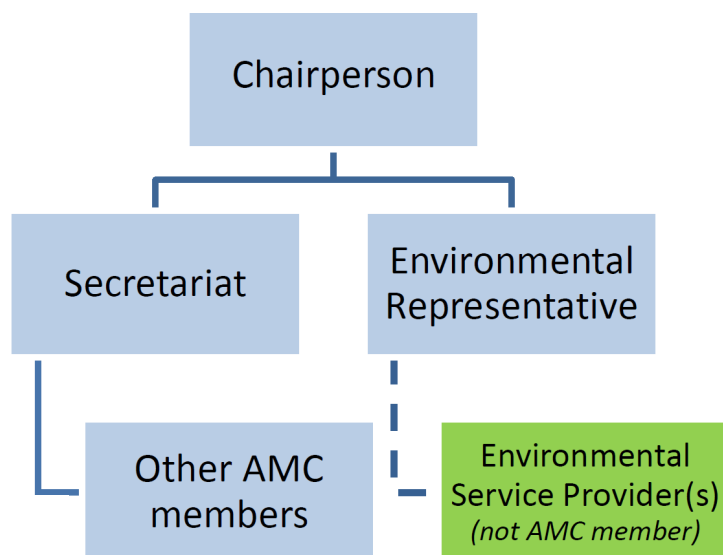 Chairperson
Secretariat
Environmental
Representative
Other AMC
members
Environmental
Service Provider(s)
(not AMC member)